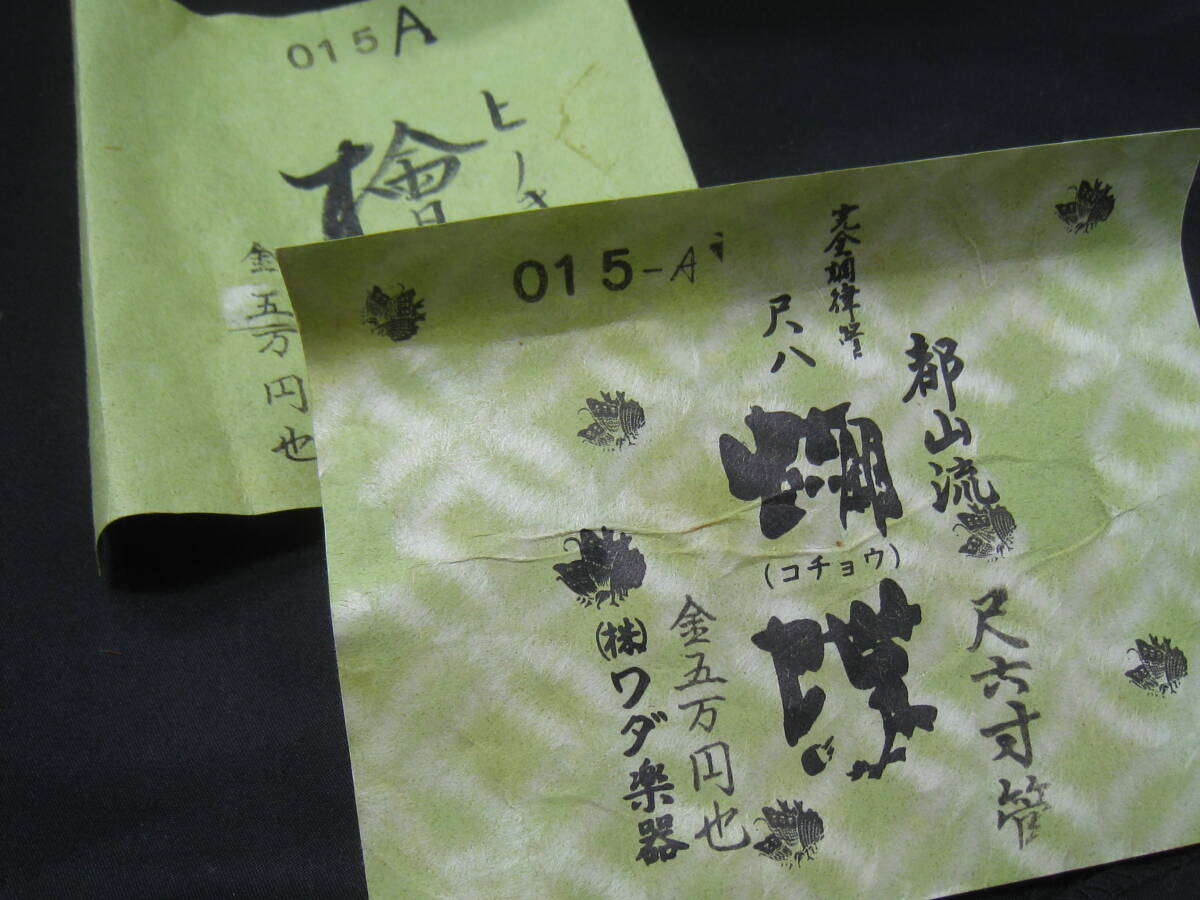 015A
ヒノキ
檜
金五万円也
015-A
都山流
尺六寸管
完全調律
尺八
蝴蝶
(コチョウ)
金五万円也
(株)ワダ楽器